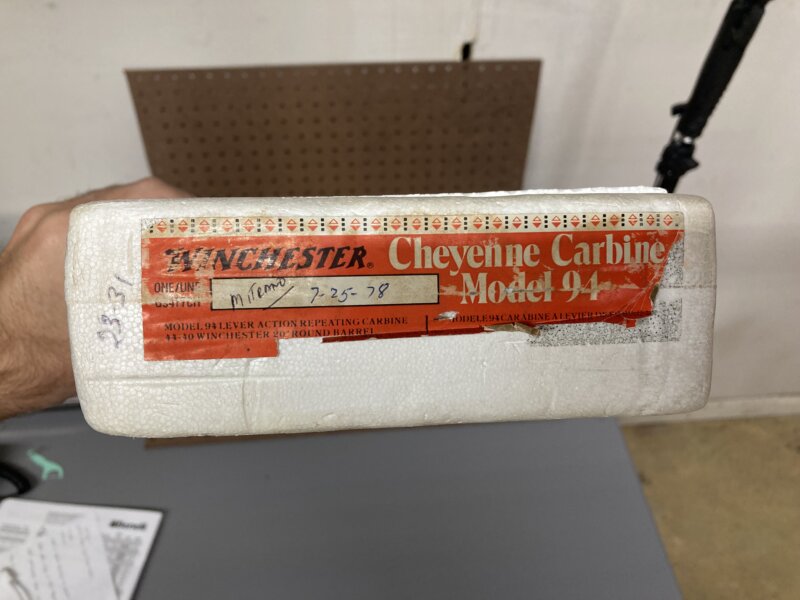 WINCHESTER®
Cheyenne Carbine
Model 94
ONE/UNE
7-25-78
MODEL 94 LEVER ACTION REPEATING CARBINE
44-40 WINCHESTER 20" ROUND BARREL
MODELE 94 CARABINE A LEVIER
23-31